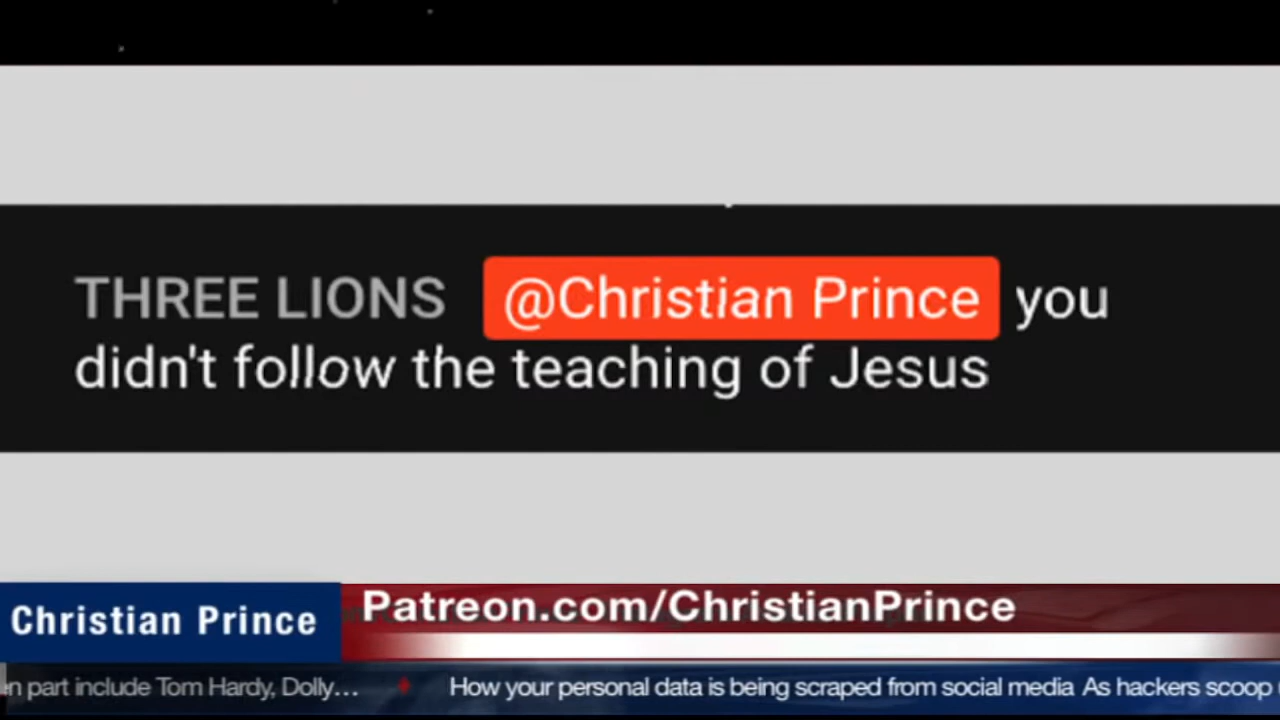 THREE LIONS @Christian Prince you
didn't follow the teaching of Jesus
Patreon.com/ChristianPrince
Christian Prince
en part include Tom Hardy, Dolly... ♦ How your personal data is being scraped from social media As hackers scoop